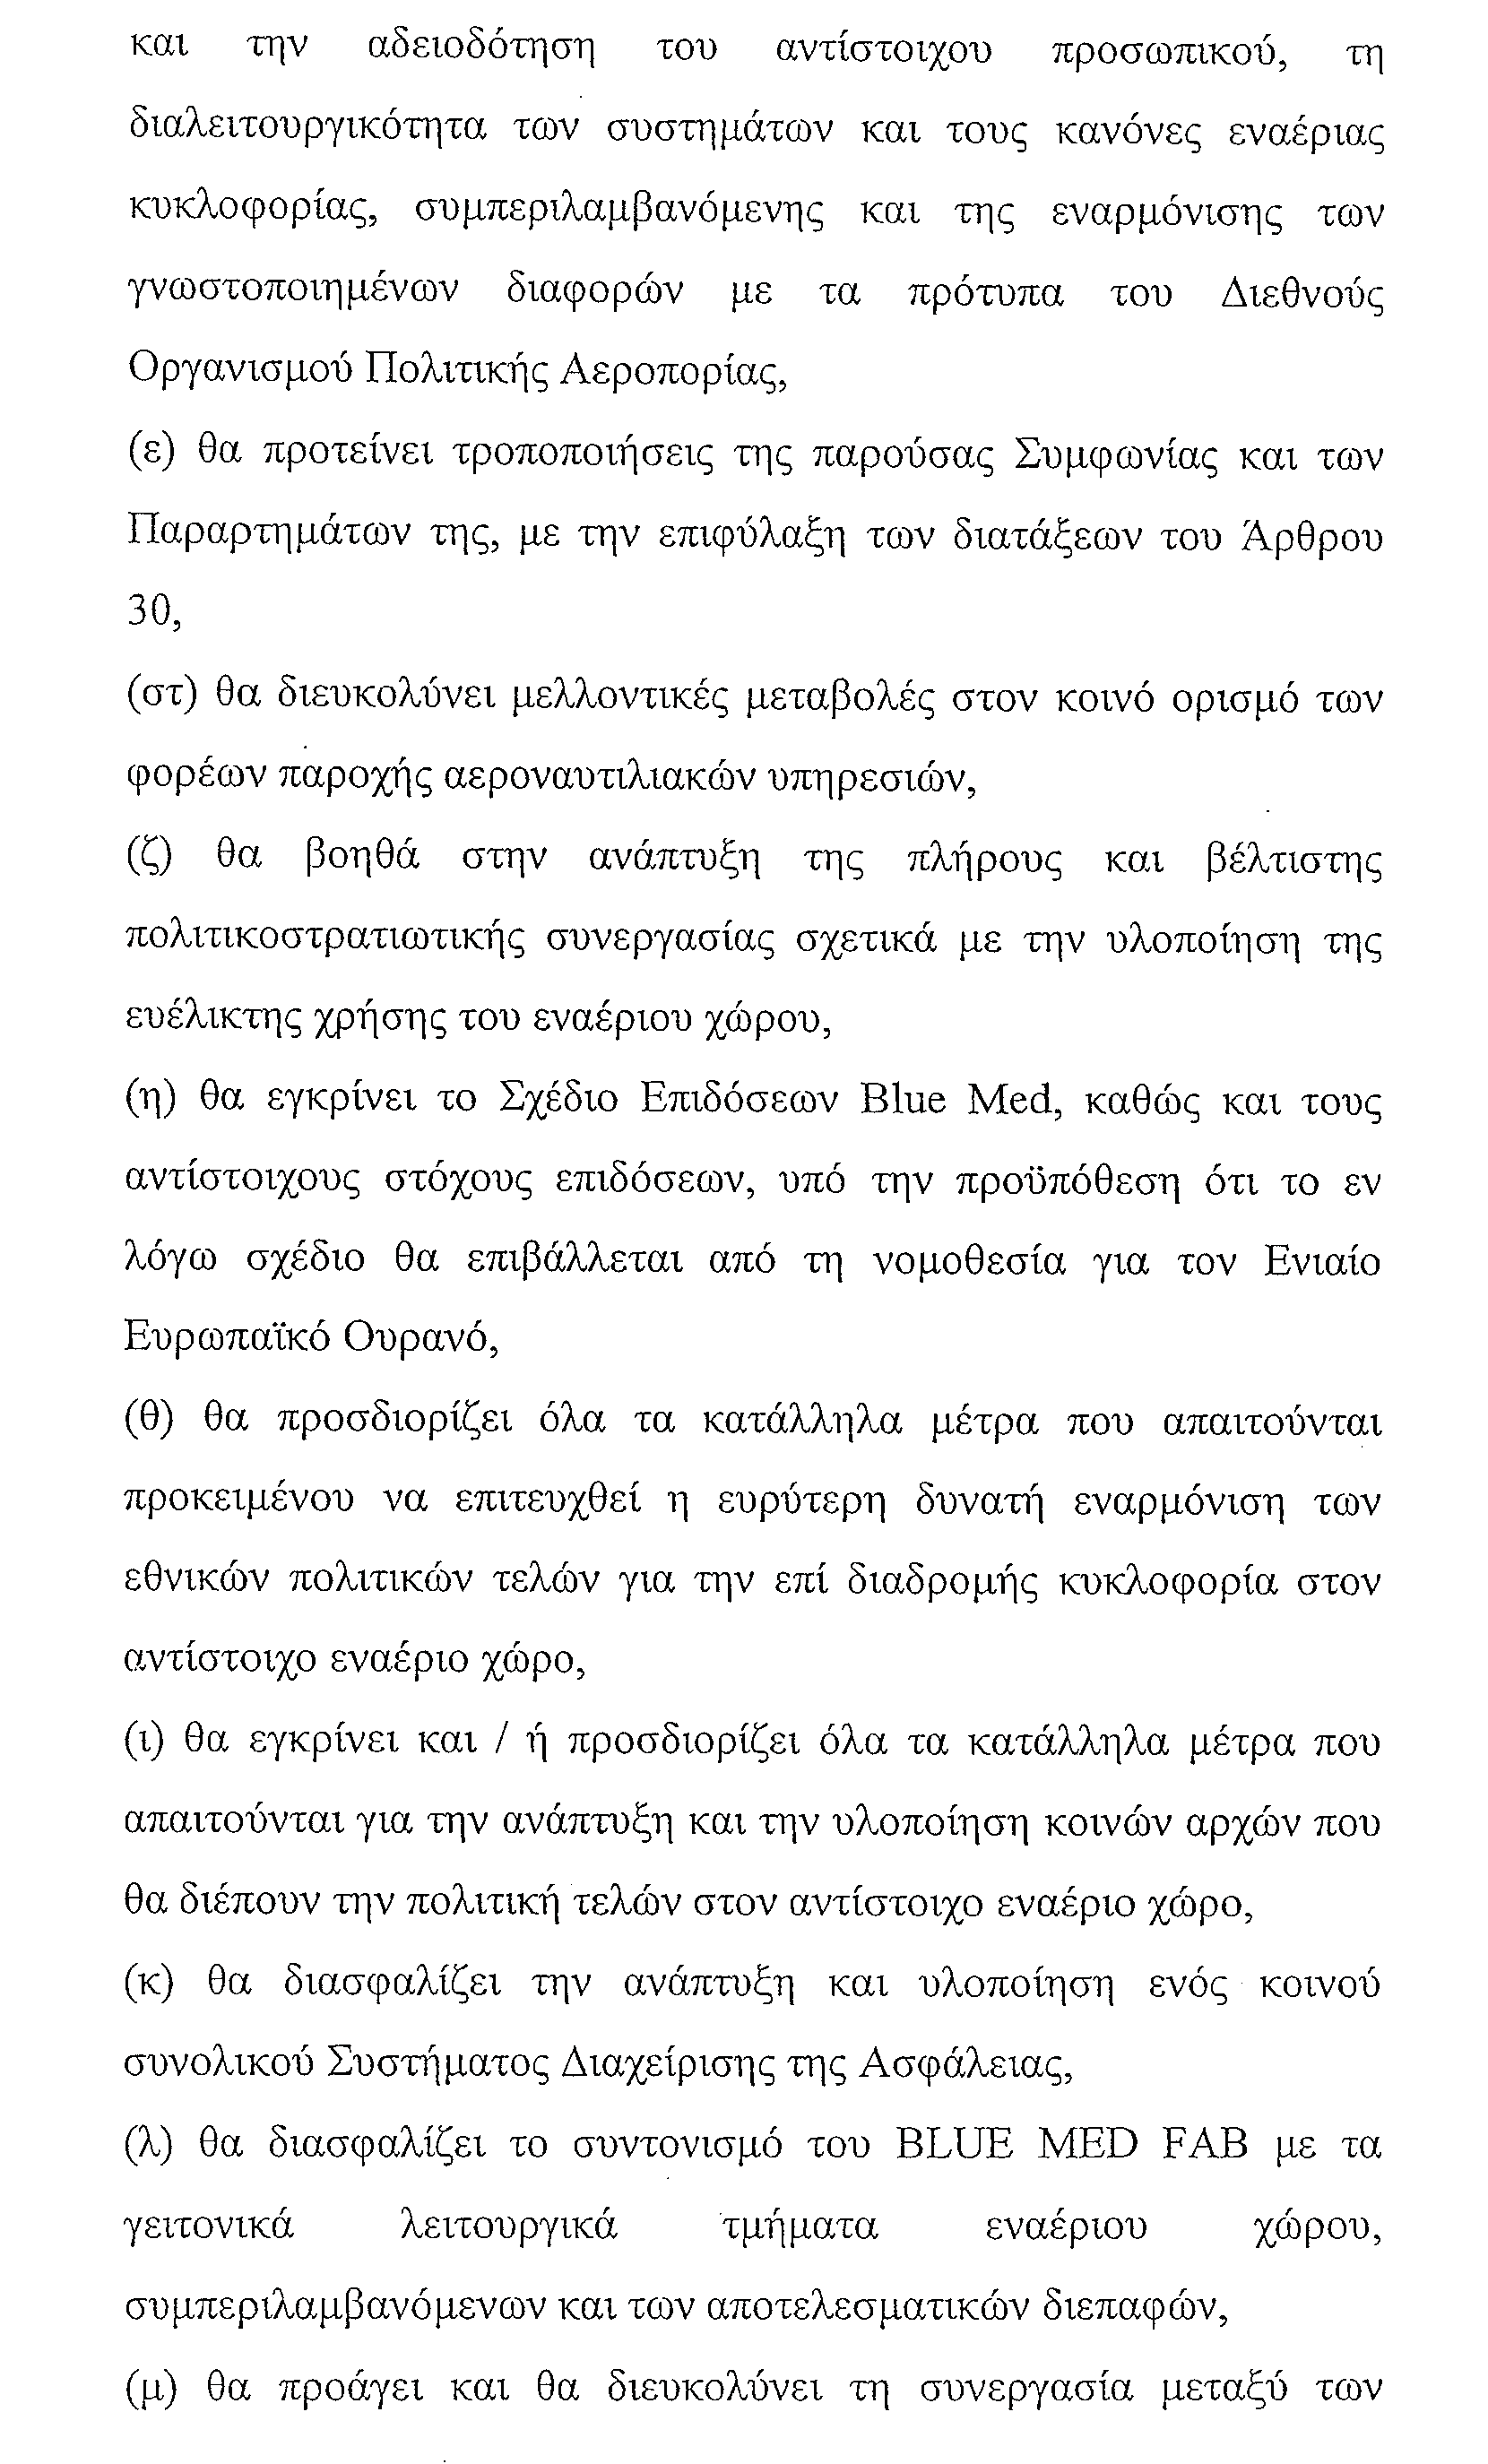 και την αδειοδότηση του αντίστοιχου προσωπικού, τη
διαλειτουργικότητα των συστημάτων και τους κανόνες εναέριας
κυκλοφορίας, συμπεριλαμβανόμενης και της εναρμόνισης των
γνωστοποιημένων διαφορών με τα πρότυπα του Διεθνούς
Οργανισμού Πολιτικής Αεροπορίας,
(ε) θα προτείνει τροποποιήσεις της παρούσας Συμφωνίας και των
Παραρτημάτων της, με την επιφύλαξη των διατάξεων του Άρθρου
30,
(στ) θα διευκολύνει μελλοντικές μεταβολές στον κοινό ορισμό των
φορέων παροχής αεροναυτιλιακών υπηρεσιών,
(ζ) θα βοηθά στην ανάπτυξη της πλήρους και βέλτιστης
πολιτικοστρατιωτικής συνεργασίας σχετικά με την υλοποίηση της
ευέλικτης χρήσης του εναέριου χώρου,
(η) θα εγκρίνει το Σχέδιο Επιδόσεων Blue Med, καθώς και τους
αντίστοιχους στόχους επιδόσεων, υπό την προϋπόθεση ότι το εν
λόγω σχέδιο θα επιβάλλεται από τη νομοθεσία για τον Ενιαίο
Ευρωπαϊκό Ουρανό,
(θ) θα προσδιορίζει όλα τα κατάλληλα μέτρα που απαιτούνται
προκειμένου να επιτευχθεί η ευρύτερη δυνατή εναρμόνιση των
εθνικών πολιτικών τελών για την επί διαδρομής κυκλοφορία στον
αντίστοιχο εναέριο χώρο,
(ι) θα εγκρίνει και / ή προσδιορίζει όλα τα κατάλληλα μέτρα που
απαιτούνται για την ανάπτυξη και την υλοποίηση κοινών αρχών που
θα διέπουν την πολιτική τελών στον αντίστοιχο εναέριο χώρο,
(κ) θα διασφαλίζει την ανάπτυξη και υλοποίηση ενός κοινού
συνολικού Συστήματος Διαχείρισης της Ασφάλειας,
(λ) θα διασφαλίζει το συντονισμό του BLUE MED FAB με τα
γειτονικά λειτουργικά τμήματα εναέριου χώρου,
συμπεριλαμβανόμενων και των αποτελεσματικών διεπαφών,
(μ) θα προάγει και θα διευκολύνει τη συνεργασία μεταξύ των